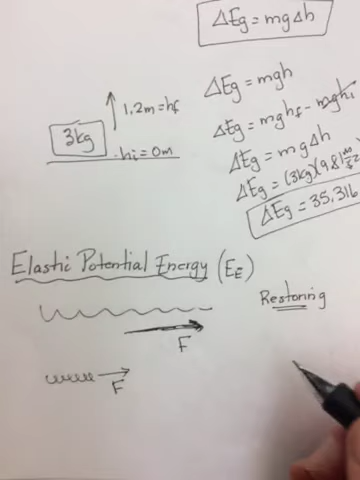 ΔEg = mgΔh
ΔEg = mgh
1,2m = hf
ΔEg = mghf - mghi
3kg
hi = 0m
ΔEg = mgΔh
ΔEg = (3kg)(9.81 m/s²
ΔEg = 35.316
Elastic Potential Energy (EE)
Restoring
F
F